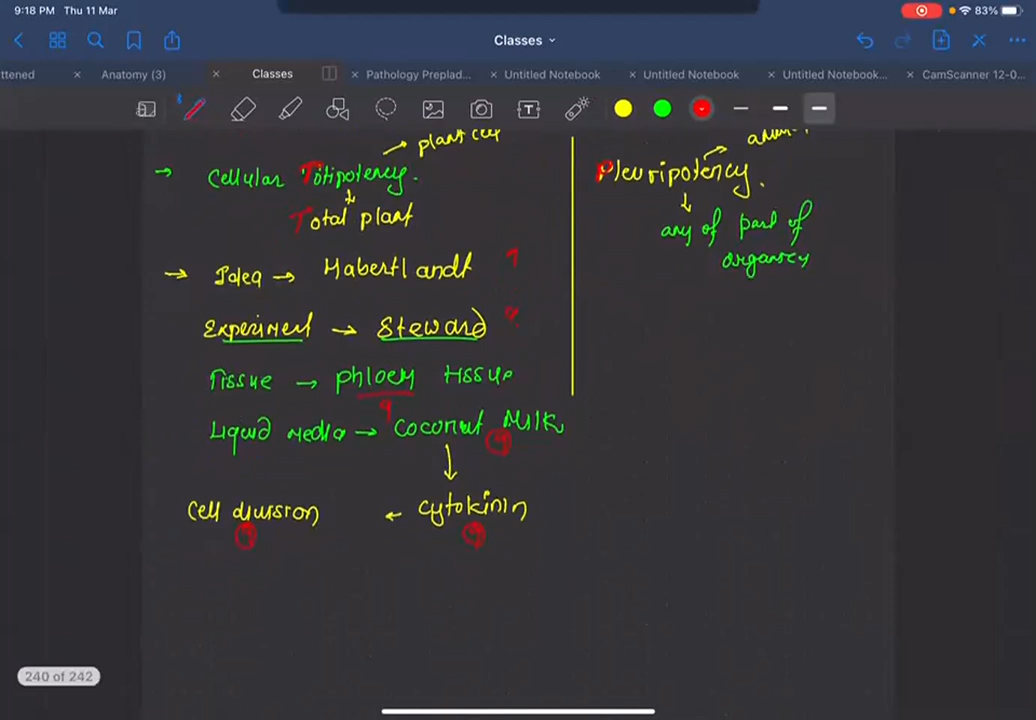 9:18 PM Thu 11 Mar
83%
Classes
ttened
Anatomy (3)
Classes
Pathology Preplad...
Untitled Notebook
Untitled Notebook
Untitled Notebook...
CamScanner 12-0...
→ plant cell
→ Cellular Totipotency.
Total plant
→ Idea → Habertlandt
Experiment → Steward
Tissue → phloem tissue
Liquid media → Coconut Milk
Cell division ← Cytokinin
Pleuripotency.
any of part of
240 of 242